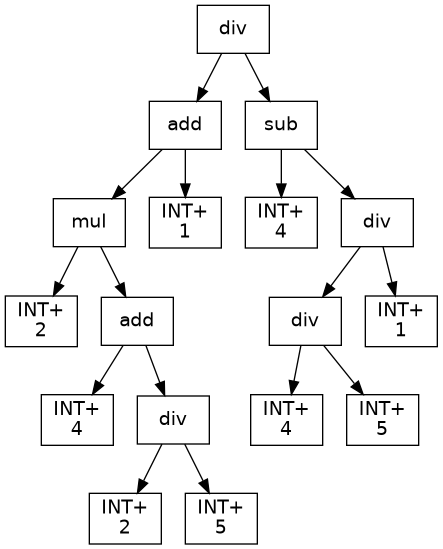 div
add
sub
mul
INT+
1
INT+
4
div
INT+
2
add
div
INT+
1
INT+
4
div
INT+
4
INT+
5
INT+
2
INT+
5